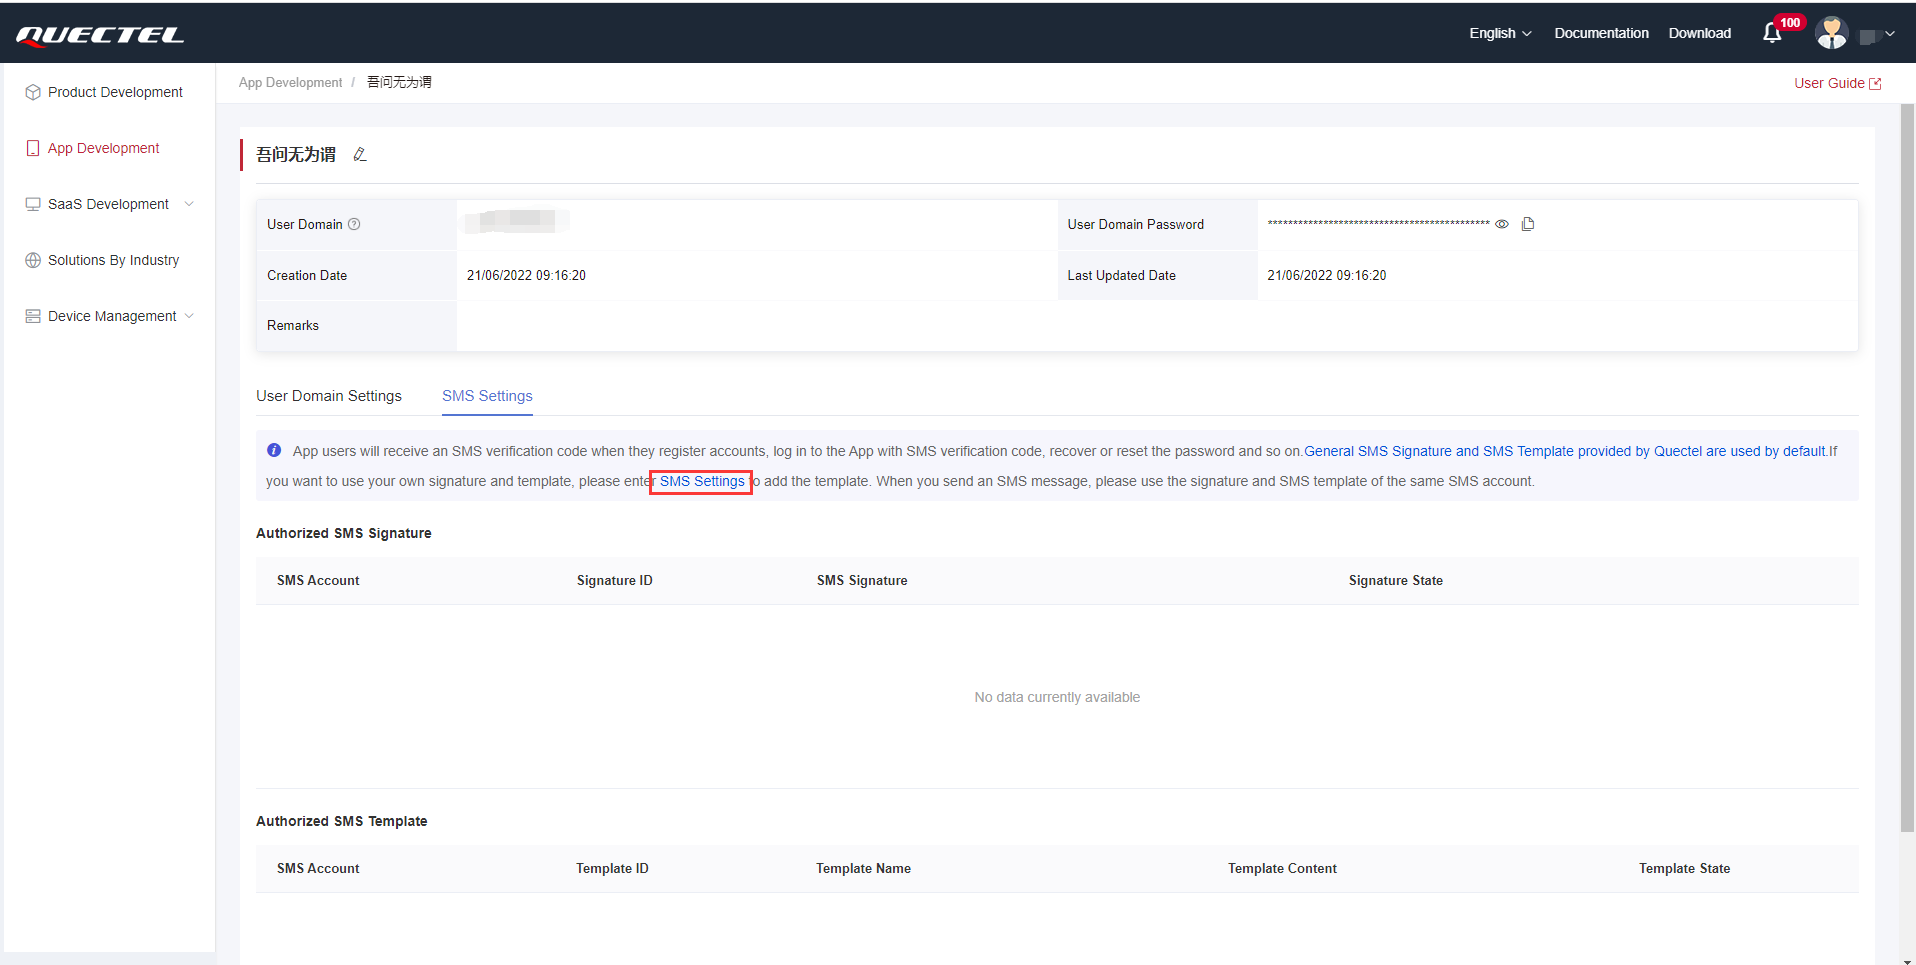 QUECTEL
English
Documentation
Download
100
Product Development
App Development
SaaS Development
Solutions By Industry
Device Management
App Development / 吾问无为谓
User Guide
吾问无为谓
User Domain
User Domain Password ********************************************
Creation Date 21/06/2022 09:16:20
Last Updated Date 21/06/2022 09:16:20
Remarks
User Domain Settings
SMS Settings
App users will receive an SMS verification code when they register accounts, log in to the App with SMS verification code, recover or reset the password and so on.General SMS Signature and SMS Template provided by Quectel are used by default.If
you want to use your own signature and template, please enter SMS Settings to add the template. When you send an SMS message, please use the signature and SMS template of the same SMS account.
Authorized SMS Signature
SMS Account Signature ID SMS Signature Signature State
No data currently available
Authorized SMS Template
SMS Account Template ID Template Name Template Content Template State